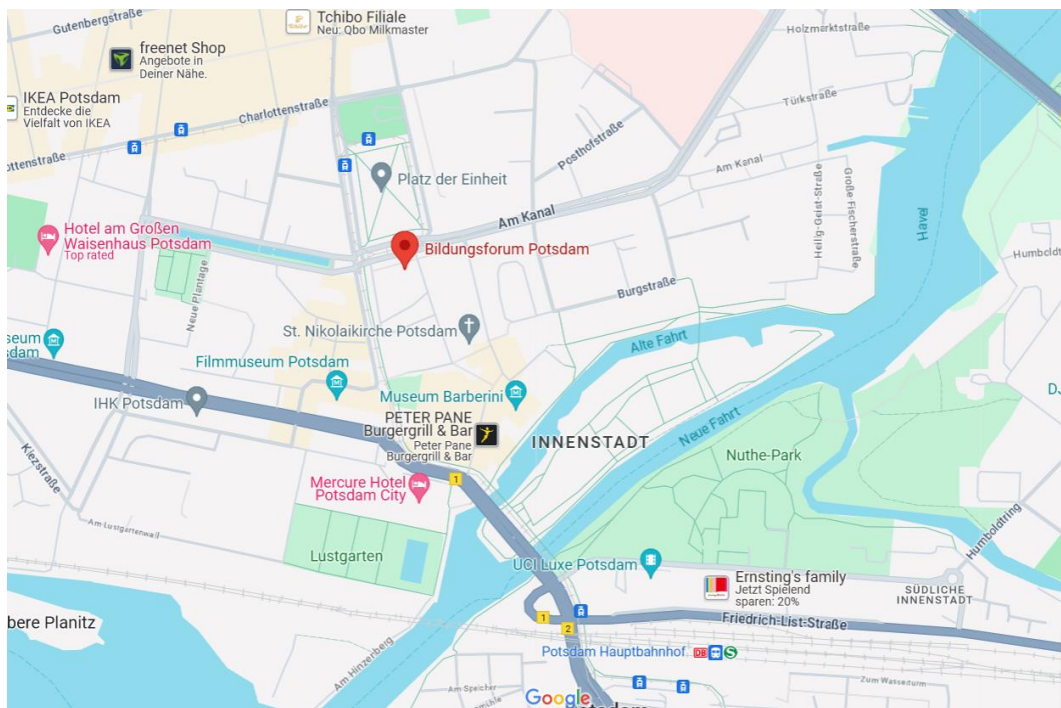 Gutenbergstraße
Tchibo Filiale
Neu: Qbo Milkmaster
Holzmarktstraße
freenet Shop
Angebote in
Deiner Nähe.
IKEA Potsdam
Entdecke die
Vielfalt von IKEA
Charlottenstraße
Türkstraße
ottenstraße
Posthofstraße
Am Kanal
Platz der Einheit
Heilig-Geist-Straße
Große Fischerstraße
Am Kanal
Havel
Hotel am Großen
Waisenhaus Potsdam
Top rated
Bildungsforum Potsdam
Humboldt
Neue Plantage
Burgstraße
St. Nikolaikirche Potsdam
Alte Fahrt
seum
sdam
Filmmuseum Potsdam
Museum Barberini
DJ
IHK Potsdam
PETER PANE
Burgergrill & Bar
Peter Pane
Burgergrill & Bar
INNENSTADT
Neue Fahrt
Nuthe-Park
Kiezstraße
1
Mercure Hotel
Potsdam City
Am Lustgartenwall
Humboldtring
Lustgarten
UCI Luxe Potsdam
Ernsting's family
Jetzt Spielend
sparen: 20%
SÜDLICHE
INNENSTADT
bere Planitz
1
2
Friedrich-List-Straße
Potsdam Hauptbahnhof
DB
S
Am Hinzenberg
Zum Wasserturm
Am Speicher
Google